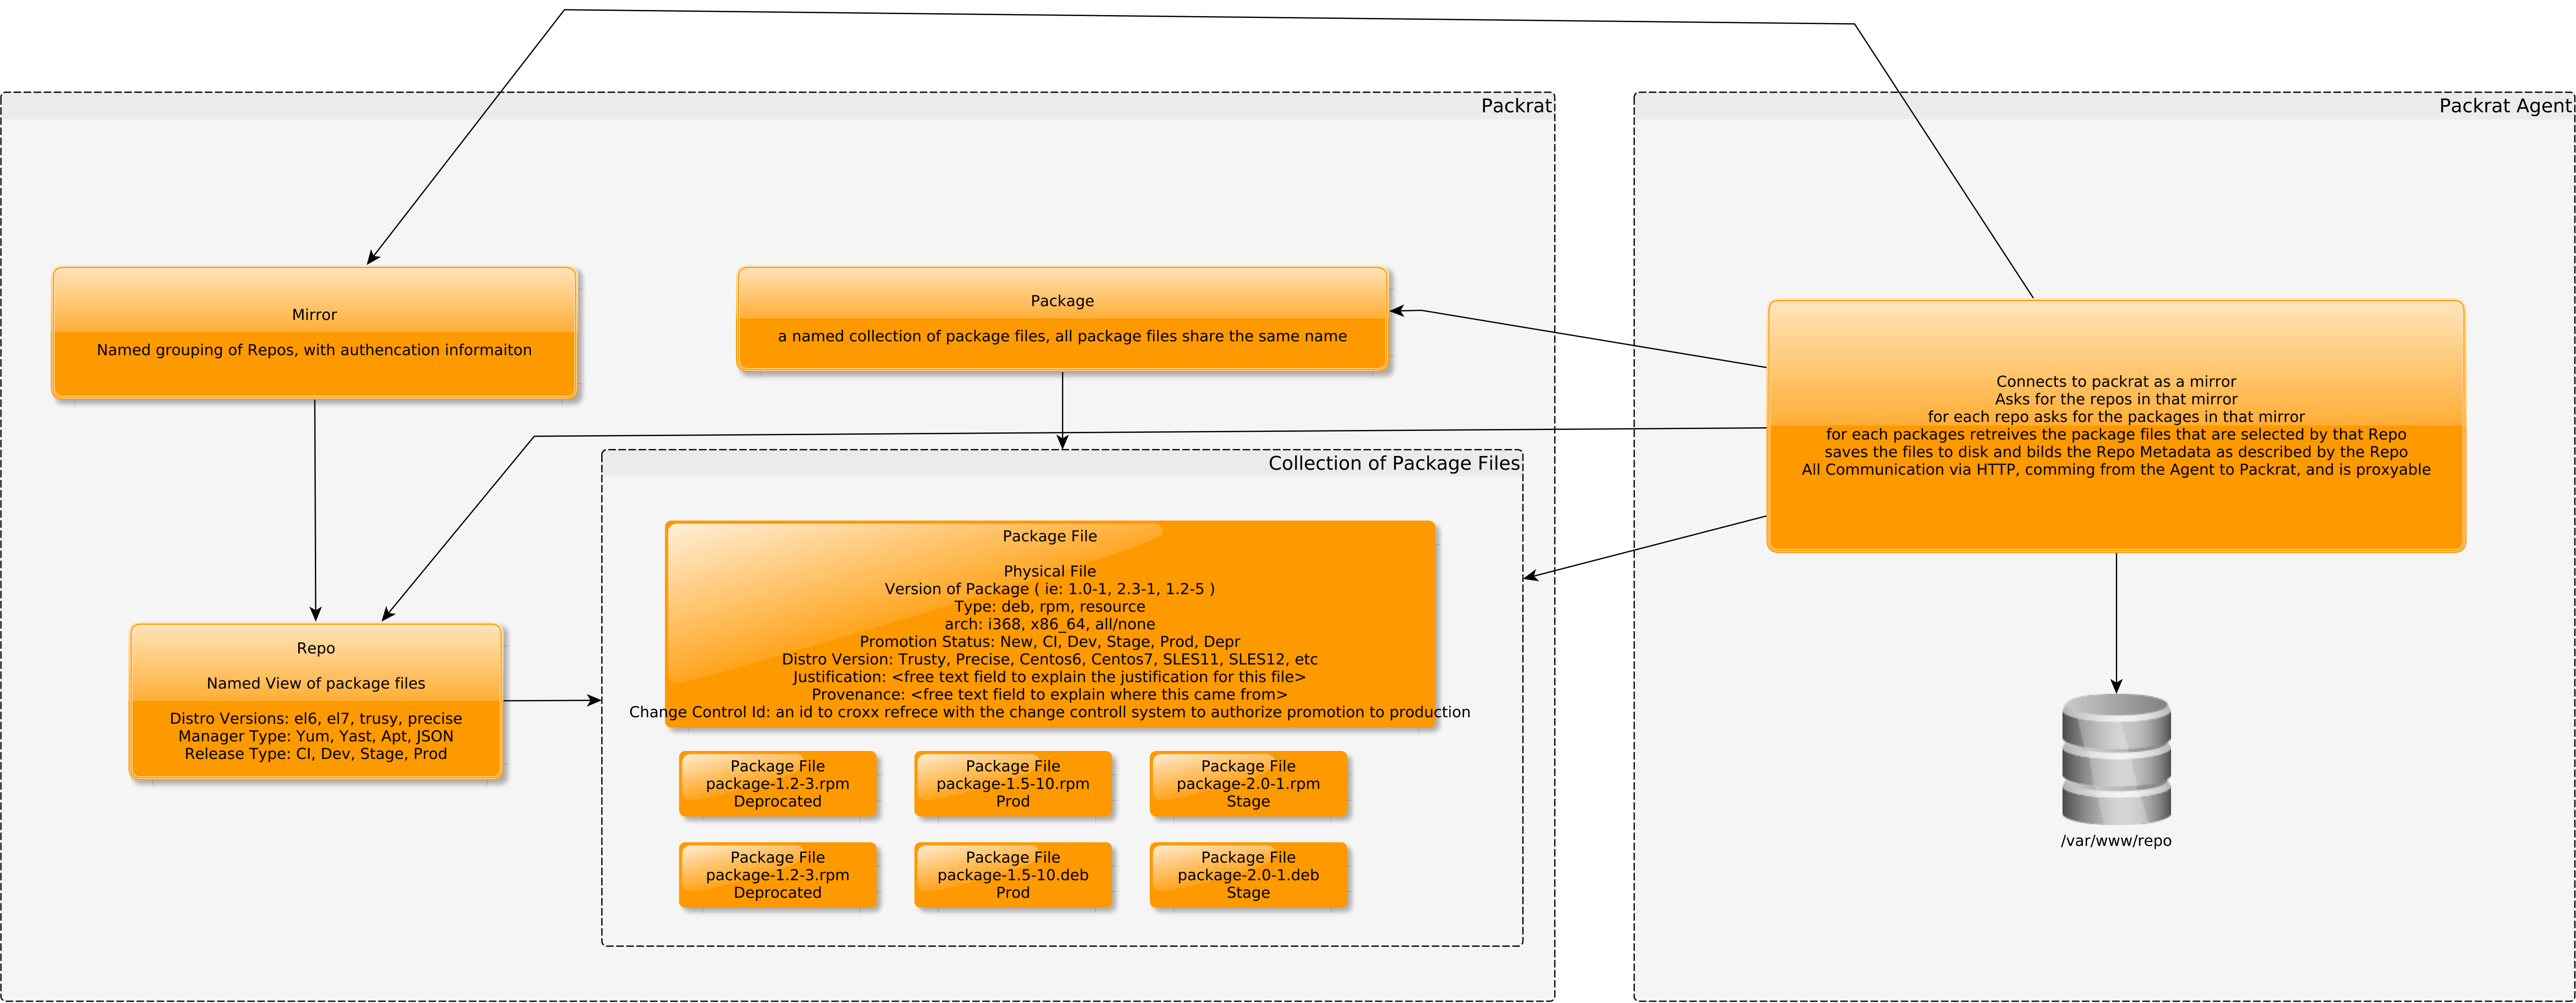 Packrat
Packrat Agent
Mirror
Named grouping of Repos, with authencation informaiton
Package
a named collection of package files, all package files share the same name
Connects to packrat as a mirror
Asks for the repos in that mirror
for each repo asks for the packages in that mirror
for each packages retreives the package files that are selected by that Repo
saves the files to disk and bilds the Repo Metadata as described by the Repo
All Communication via HTTP, comming from the Agent to Packrat, and is proxyable
Collection of Package Files
Package File
Physical File
Version of Package ( ie: 1.0-1, 2.3-1, 1.2-5 )
Type: deb, rpm, resource
arch: i368, x86_64, all/none
Promotion Status: New, CI, Dev, Stage, Prod, Depr
Distro Version: Trusty, Precise, Centos6, Centos7, SLES11, SLES12, etc
Justification: <free text field to explain the justification for this file>
Provenance: <free text field to explain where this came from>
Change Control Id: an id to croxx refrece with the change controll system to authorize promotion to production
Repo
Named View of package files
Distro Versions: el6, el7, trusy, precise
Manager Type: Yum, Yast, Apt, JSON
Release Type: CI, Dev, Stage, Prod
Package File
package-1.2-3.rpm
Deprocated
Package File
package-1.5-10.rpm
Prod
Package File
package-2.0-1.rpm
Stage
Package File
package-1.2-3.rpm
Deprocated
Package File
package-1.5-10.deb
Prod
Package File
package-2.0-1.deb
Stage
/var/www/repo